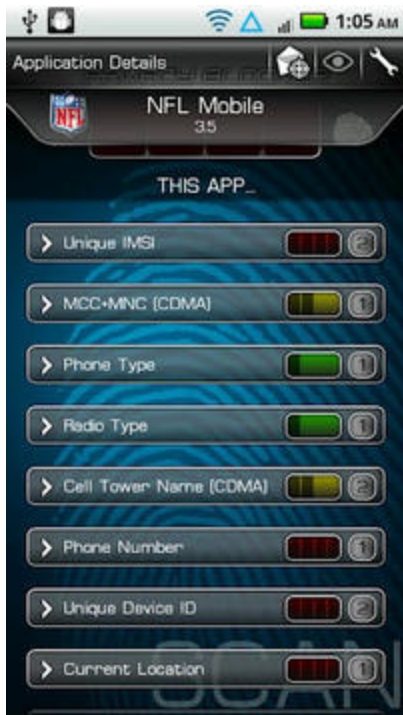 1:05 AM
Application Details
NFL
NFL Mobile
3.5
THIS APP...
Unique IMSI 2
MCC+MNC (CDMA) 1
Phone Type 1
Radio Type 1
Cell Tower Name (CDMA) 2
Phone Number 1
Unique Device ID 2
Current Location 1
SCAN